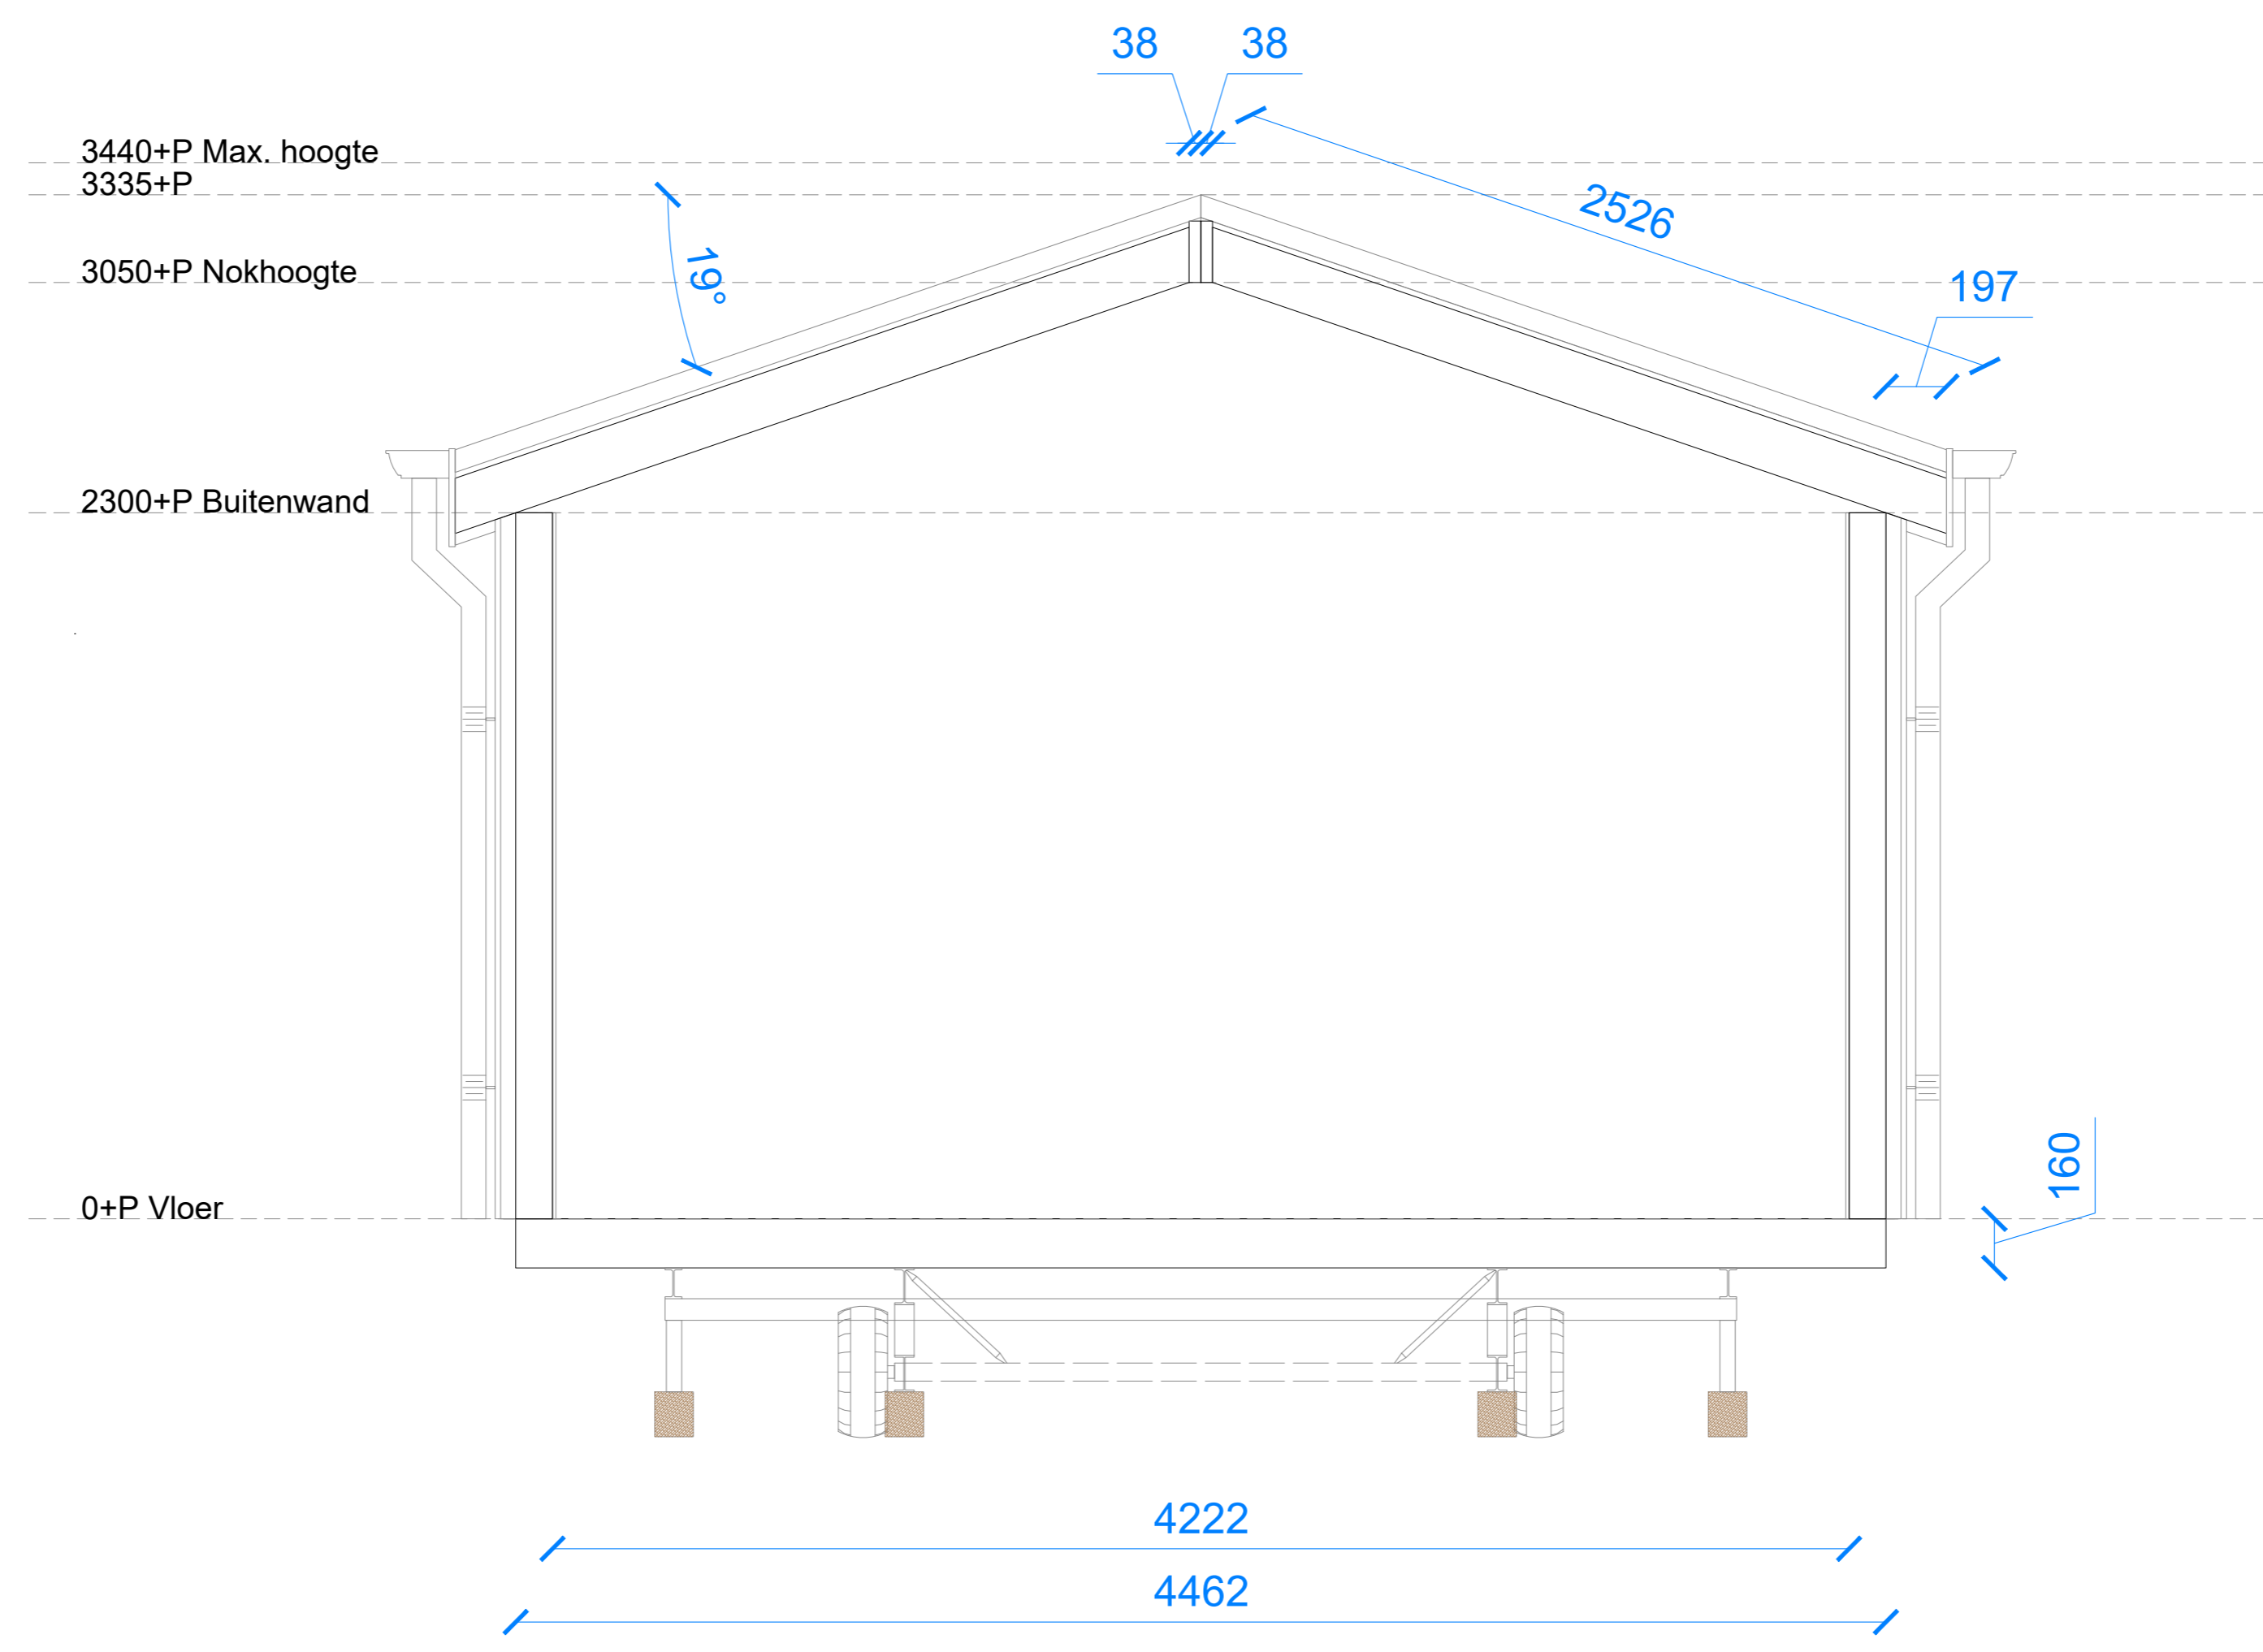 38
38
3440+P Max. hoogte
3335+P
2526
19°
3050+P Nokhoogte
197
2300+P Buitenwand
160
0+P Vloer
4222
4462